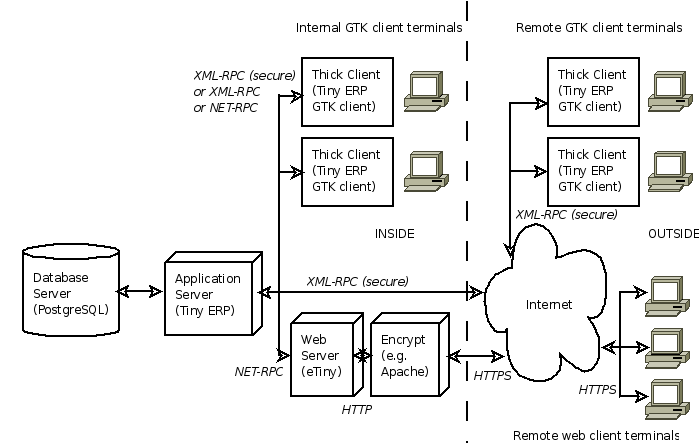 Internal GTK client terminals
Remote GTK client terminals
XML-RPC (secure)
or XML-RPC
or NET-RPC
Thick Client
(Tiny ERP
GTK client)
Thick Client
(Tiny ERP
GTK client)
Thick Client
(Tiny ERP
GTK client)
Thick Client
(Tiny ERP
GTK client)
XML-RPC (secure)
INSIDE
OUTSIDE
Database
Server
(PostgreSQL)
Application
Server
(Tiny ERP)
XML-RPC (secure)
Internet
Web
Server
(eTiny)
Encrypt
(e.g.
Apache)
NET-RPC
HTTP
HTTPS
HTTPS
Remote web client terminals